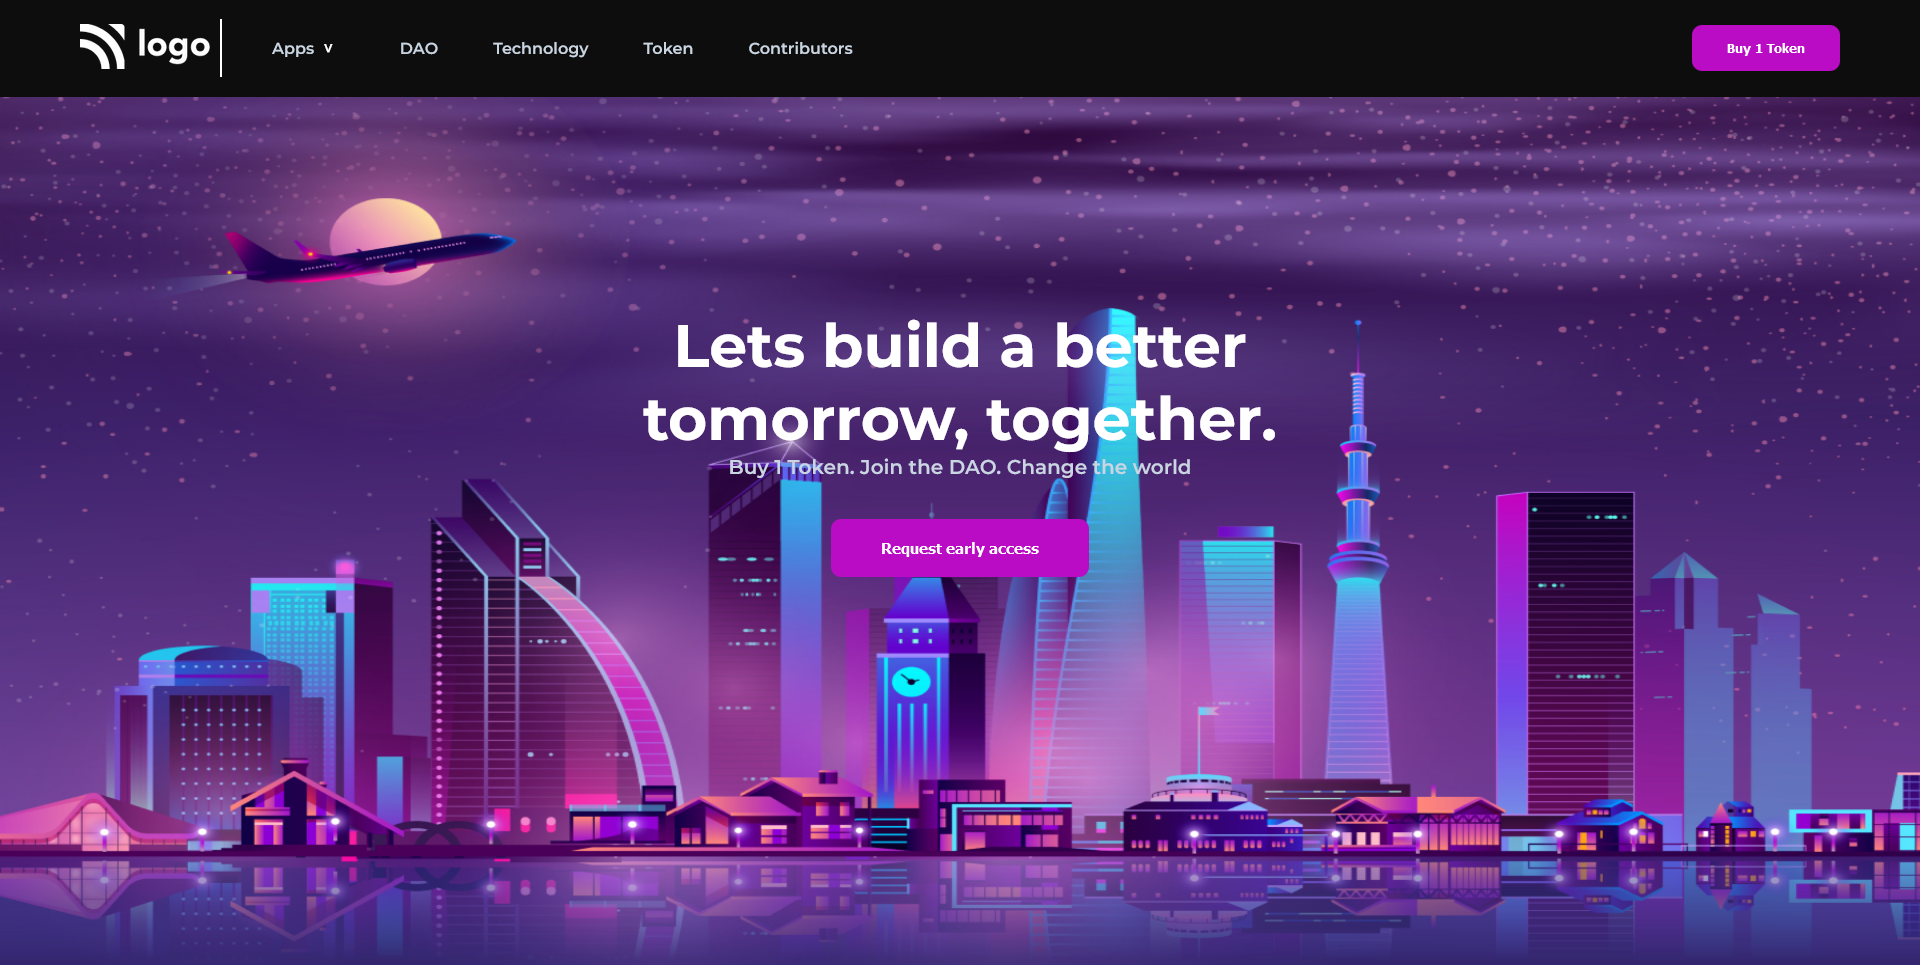 logo
Apps v
DAO
Technology
Token
Contributors
Buy 1 Token
Lets build a better
tomorrow, together.
Buy 1 Token. Join the DAO. Change the world
Request early access